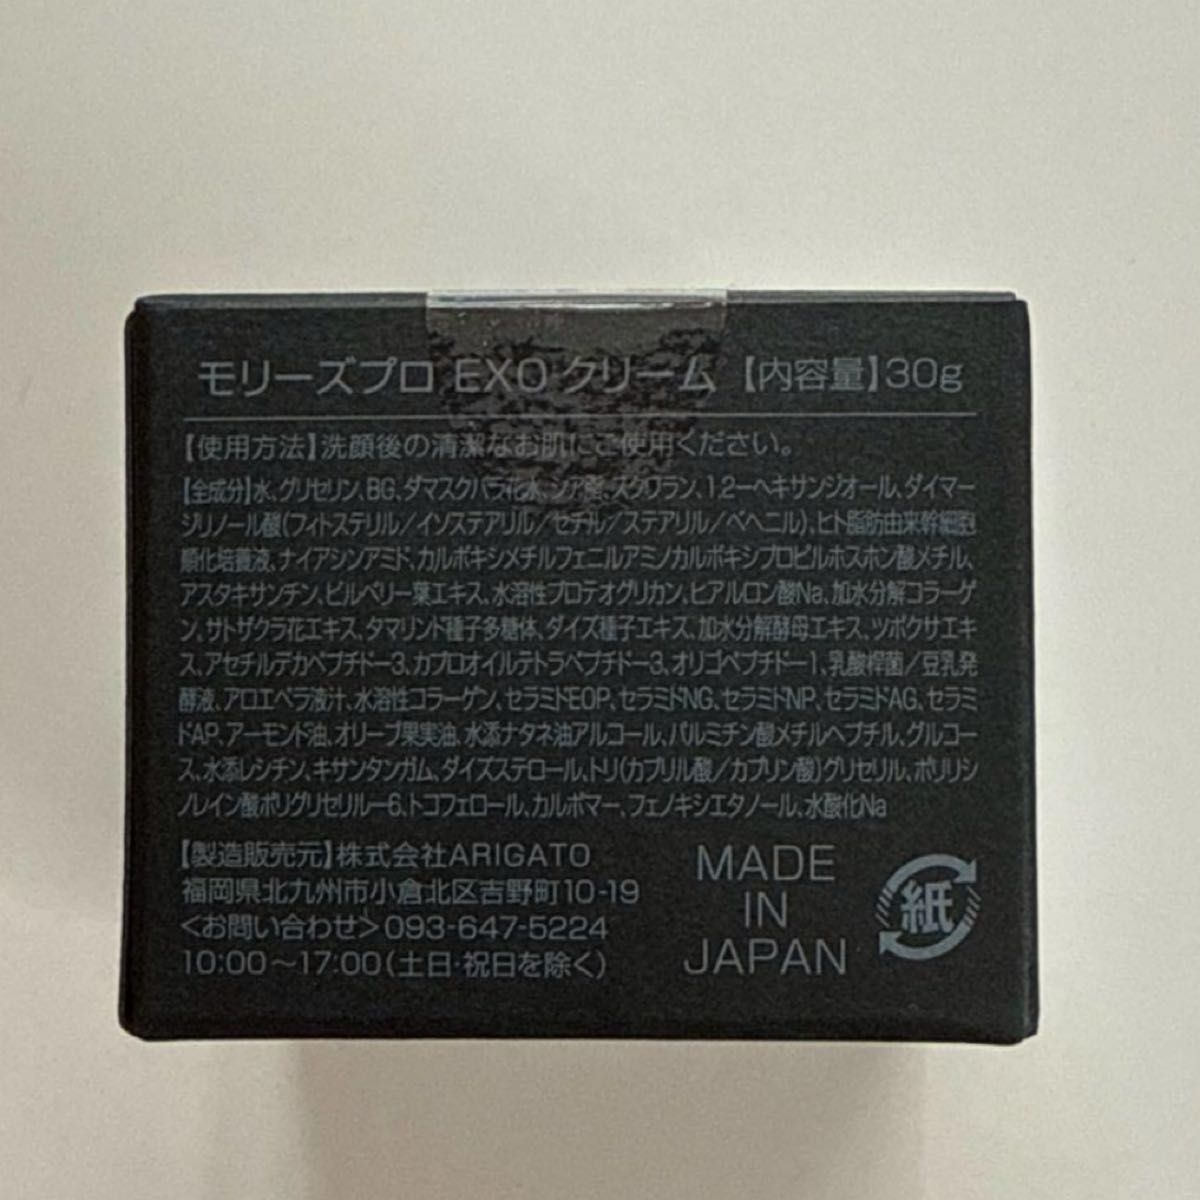 モリーズプロ EXO クリーム 【内容量】30g
【使用方法】洗顔後の清潔なお肌にご使用ください。
【全成分】水、グリセリン、BG、ダマスクバラ花水、シア脂、スクワラン、1,2-ヘキサンジオール、ダイマー
ジリノール酸(フィトステリル/イソステアリル/セチル/ステアリル/ベヘニル)、ヒト脂肪由来幹細胞
順化培養液、ナイアシンアミド、カルボキシメチルフェニルアミノカルボキシプロピルホスホン酸メチル、
アスタキサンチン、ビルベリー葉エキス、水溶性プロテオグリカン、ヒアルロン酸Na、加水分解コラーゲ
ン、サトザクラ花エキス、タマリンド種子多糖体、ダイズ種子エキス、加水分解酵母エキス、ツボクサエキ
ス、アセチルデカペプチド-3、カプロオイルテトラペプチド-3、オリゴペプチド-1、乳酸桿菌/豆乳発
酵液、アロエベラ液汁、水溶性コラーゲン、セラミドEOP、セラミドNG、セラミドNP、セラミドAG、セラミ
ドAP、アーモンド油、オリーブ果実油、水添ナタネ油アルコール、パルミチン酸メチルヘプチル、グルコー
ス、水添レシチン、キサンタンガム、ダイズステロール、トリ(カプリル酸/カプリン酸)グリセリル、ポリリシ
ノレイン酸ポリグリセリル-6、トコフェロール、カルボマー、フェノキシエタノール、水酸化Na
【製造販売元】株式会社ARIGATO
福岡県北九州市小倉北区吉野町10-19
<お問い合わせ>093-647-5224
10:00～17:00(土日・祝日を除く)
MADE
IN
JAPAN
紙